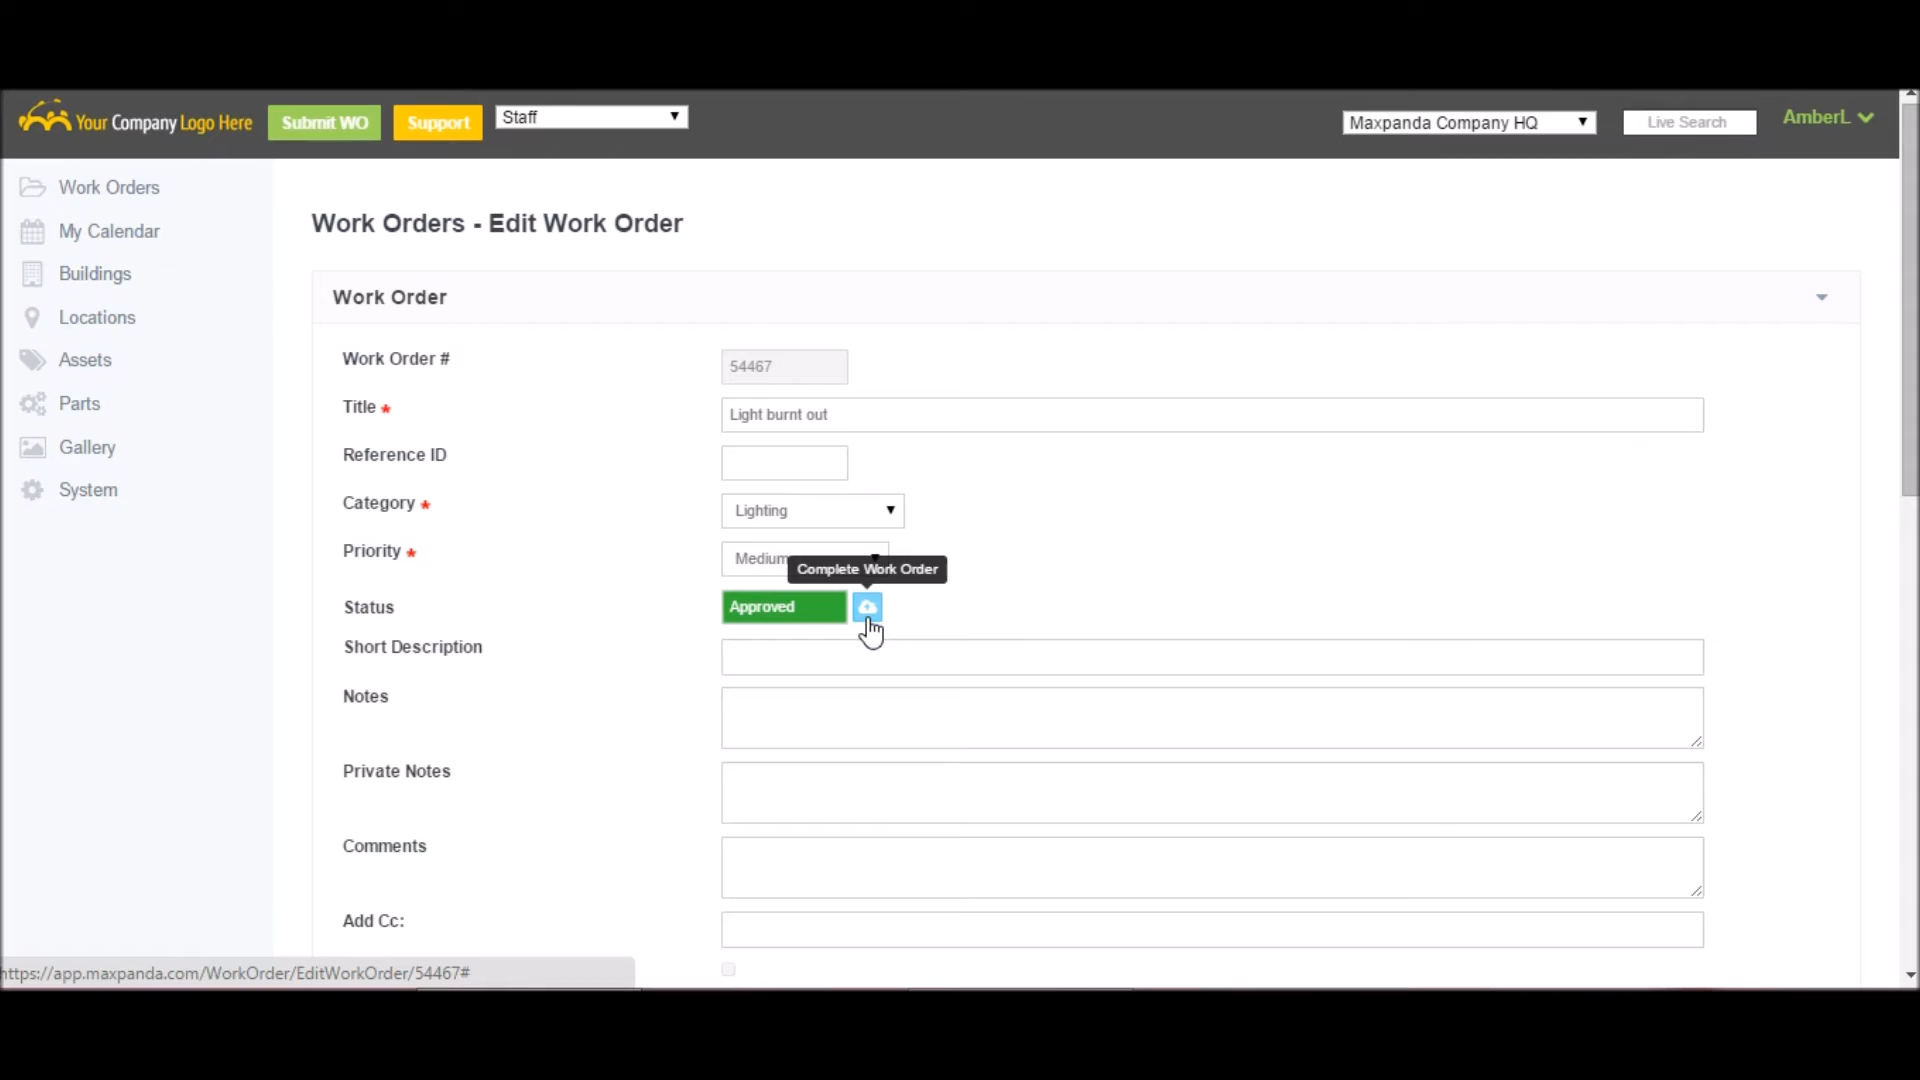 Your Company Logo Here
Submit WO
Support
Staff
Maxpanda Company HQ
Live Search
AmberL
Work Orders
My Calendar
Buildings
Locations
Assets
Parts
Gallery
System
Work Orders - Edit Work Order
Work Order
Work Order #
54467
Title *
Light burnt out
Reference ID
Category *
Lighting
Priority *
Medium
Complete Work Order
Status
Approved
Short Description
Notes
Private Notes
Comments
Add Cc:
https://app.maxpanda.com/WorkOrder/EditWorkOrder/54467#